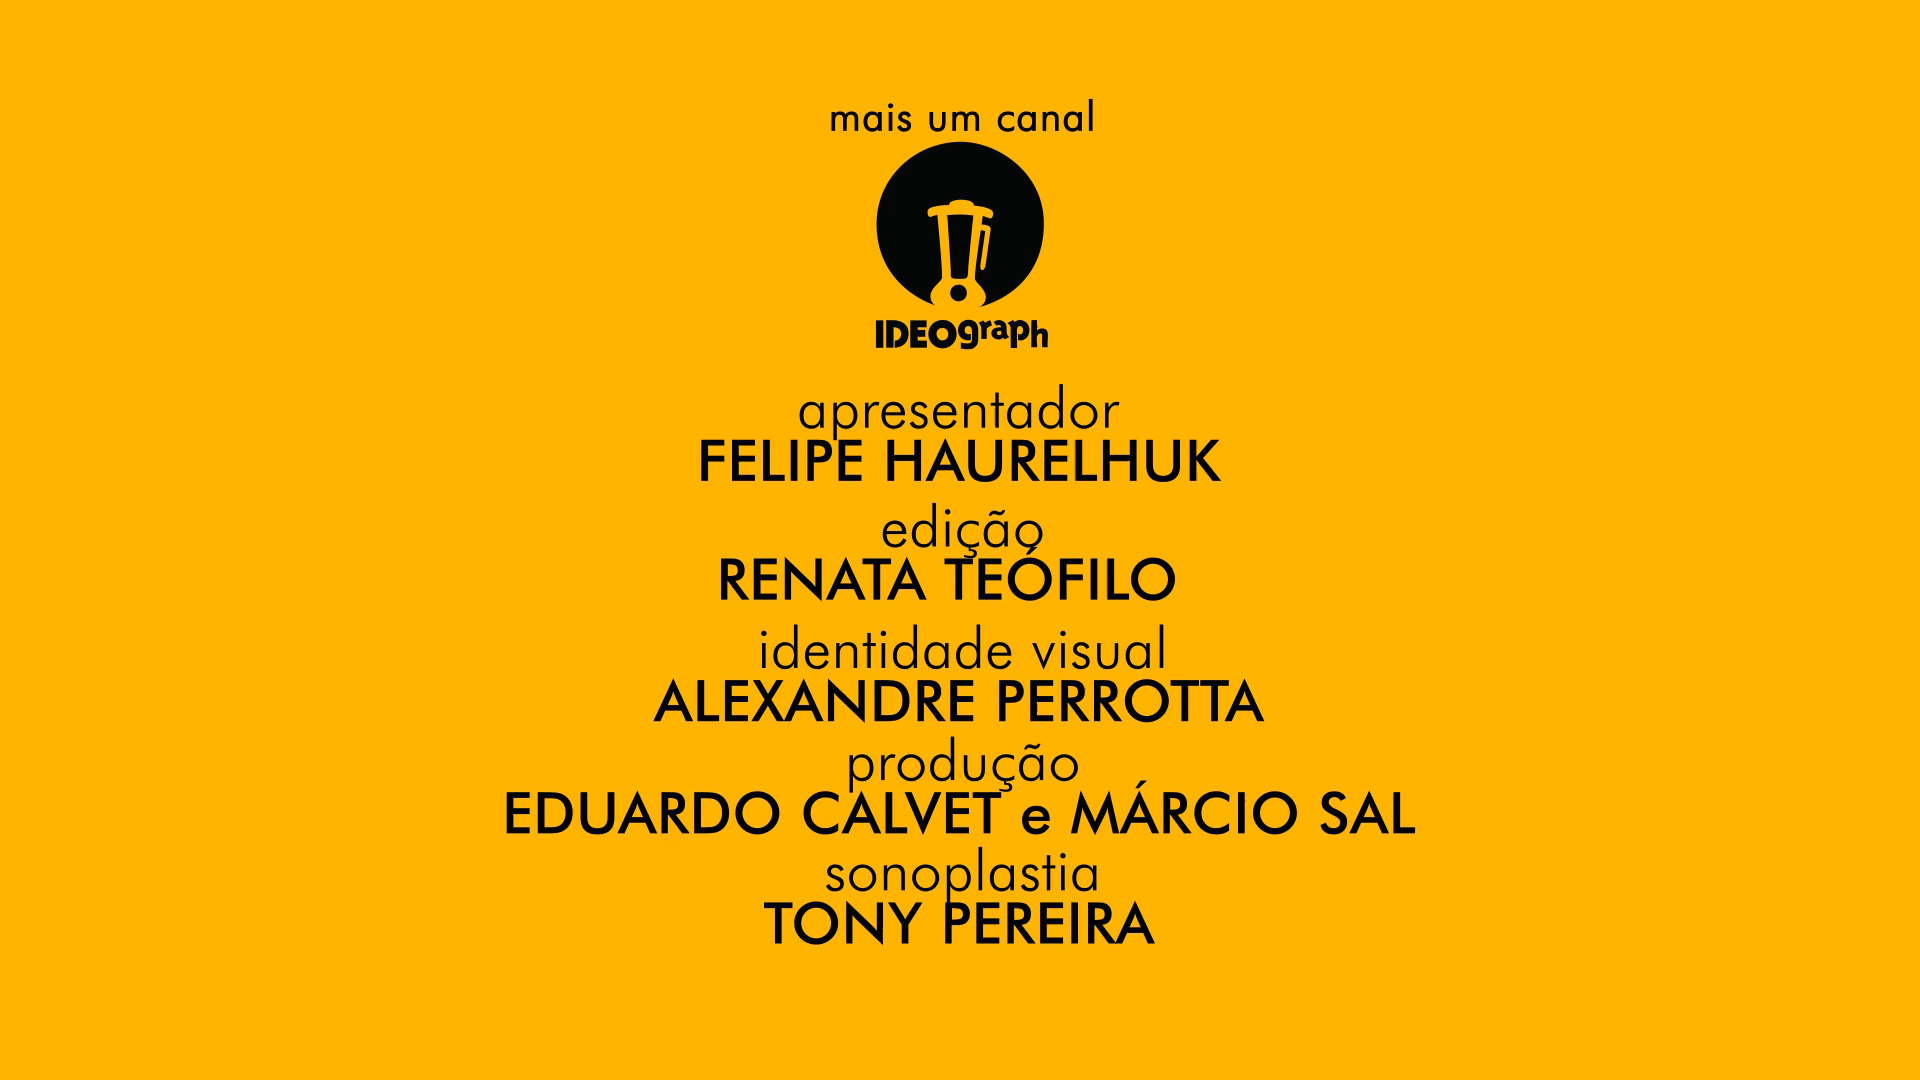 mais um canal
IDEOgraph
apresentador
FELIPE HAURELHUK
edição
RENATA TEÓFILO
identidade visual
ALEXANDRE PERROTTA
produção
EDUARDO CALVET e MÁRCIO SAL
sonoplastia
TONY PEREIRA